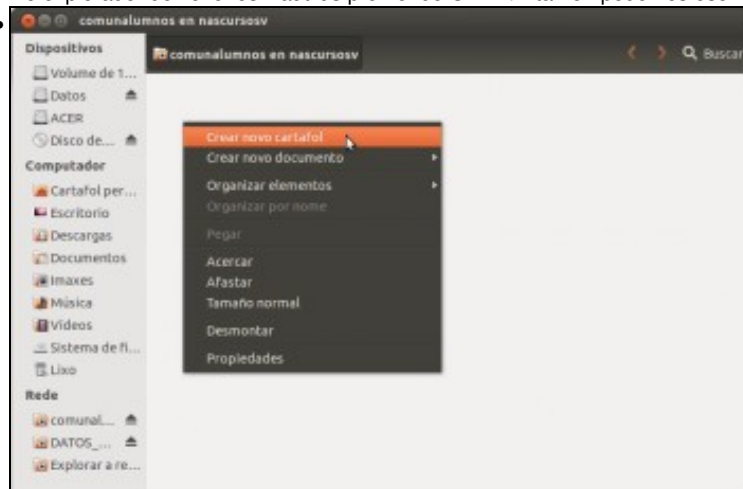 comunalumnos en nascursosv
Dispositivos
Volume de 1...
Datos
ACER
Disco de...
Computador
Cartafol per...
Escritorio
Descargas
Documentos
Imaxes
Música
Vídeos
Sistema de fi...
Lixo
Rede
comunal...
DATOS_...
Explorar a re...
comunalumnos en nascursosv
Buscar
Crear novo cartafol
Crear novo documento
Organizar elementos
Organizar por nome
Pegar
Acercar
Afastar
Tamaño normal
Desmontar
Propiedades